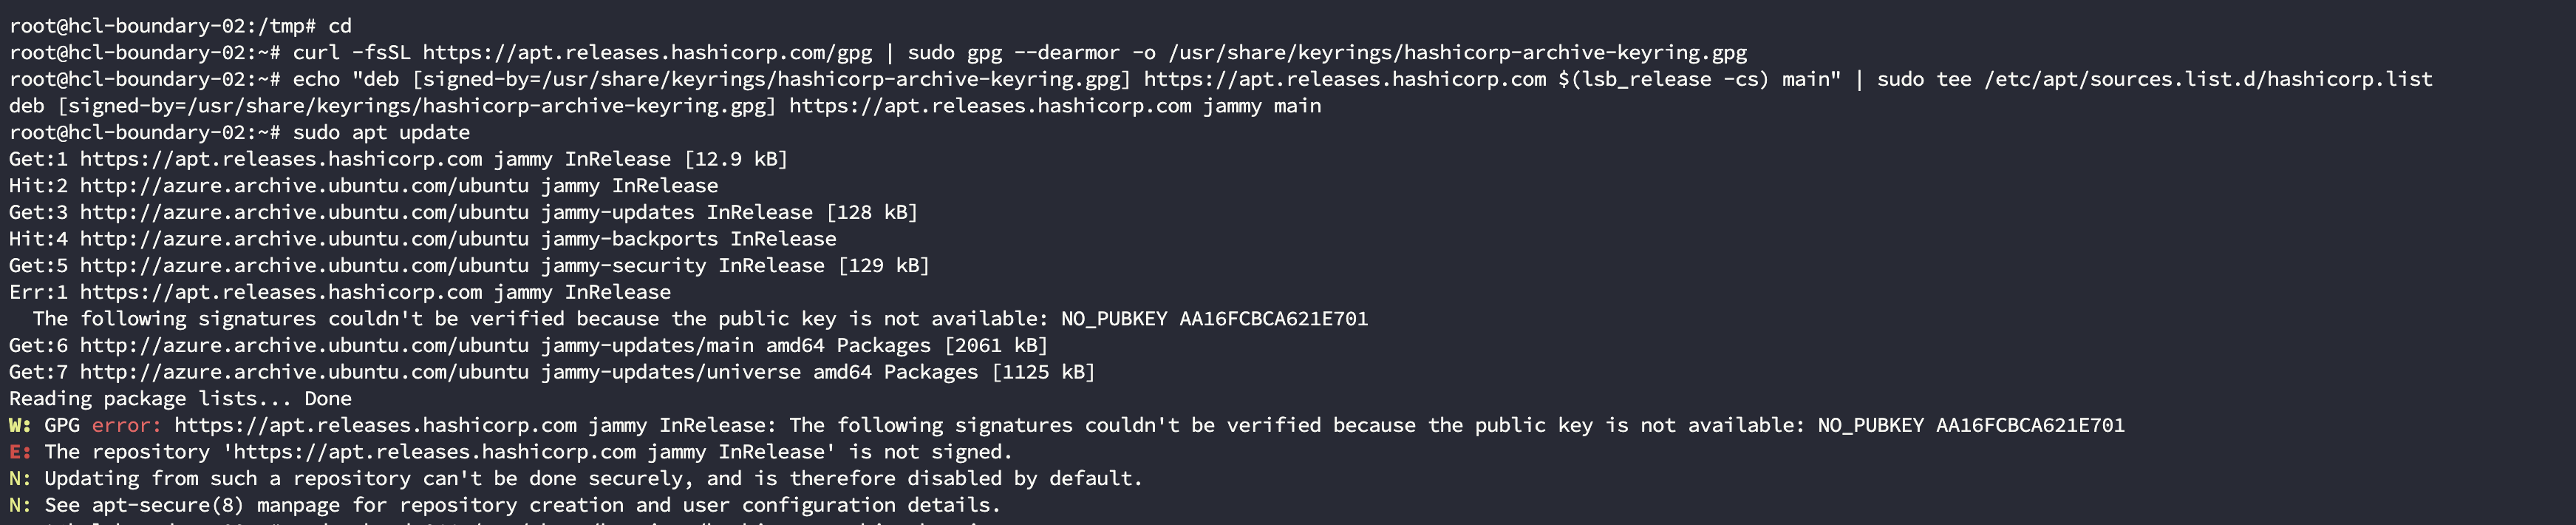 root@hcl-boundary-02:/tmp# cd
root@hcl-boundary-02:~# curl -fsSL https://apt.releases.hashicorp.com/gpg | sudo gpg --dearmor -o /usr/share/keyrings/hashicorp-archive-keyring.gpg
root@hcl-boundary-02:~# echo "deb [signed-by=/usr/share/keyrings/hashicorp-archive-keyring.gpg] https://apt.releases.hashicorp.com $(lsb_release -cs) main" | sudo tee /etc/apt/sources.list.d/hashicorp.list
deb [signed-by=/usr/share/keyrings/hashicorp-archive-keyring.gpg] https://apt.releases.hashicorp.com jammy main
root@hcl-boundary-02:~# sudo apt update
Get:1 https://apt.releases.hashicorp.com jammy InRelease [12.9 kB]
Hit:2 http://azure.archive.ubuntu.com/ubuntu jammy InRelease
Get:3 http://azure.archive.ubuntu.com/ubuntu jammy-updates InRelease [128 kB]
Hit:4 http://azure.archive.ubuntu.com/ubuntu jammy-backports InRelease
Get:5 http://azure.archive.ubuntu.com/ubuntu jammy-security InRelease [129 kB]
Err:1 https://apt.releases.hashicorp.com jammy InRelease
  The following signatures couldn't be verified because the public key is not available: NO_PUBKEY AA16FCBCA621E701
Get:6 http://azure.archive.ubuntu.com/ubuntu jammy-updates/main amd64 Packages [2061 kB]
Get:7 http://azure.archive.ubuntu.com/ubuntu jammy-updates/universe amd64 Packages [1125 kB]
Reading package lists... Done
W: GPG error: https://apt.releases.hashicorp.com jammy InRelease: The following signatures couldn't be verified because the public key is not available: NO_PUBKEY AA16FCBCA621E701
E: The repository 'https://apt.releases.hashicorp.com jammy InRelease' is not signed.
N: Updating from such a repository can't be done securely, and is therefore disabled by default.
N: See apt-secure(8) manpage for repository creation and user configuration details.